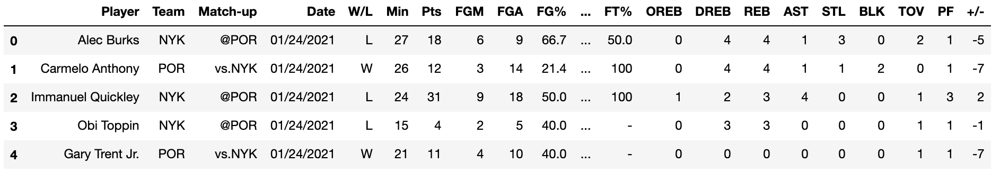 Player Team Match-up Date W/L Min Pts FGM FGA FG% ... FT% OREB DREB REB AST STL BLK TOV PF +/-
0 Alec Burks NYK @POR 01/24/2021 L 27 18 6 9 66.7 ... 50.0 0 4 4 1 3 0 2 1 -5
1 Carmelo Anthony POR vs.NYK 01/24/2021 W 26 12 3 14 21.4 ... 100 0 4 4 1 1 2 0 1 -7
2 Immanuel Quickley NYK @POR 01/24/2021 L 24 31 9 18 50.0 ... 100 1 2 3 4 0 0 1 3 2
3 Obi Toppin NYK @POR 01/24/2021 L 15 4 2 5 40.0 ... - 0 3 3 0 0 0 1 1 -1
4 Gary Trent Jr. POR vs.NYK 01/24/2021 W 21 11 4 10 40.0 ... - 0 0 0 0 0 0 1 1 -7